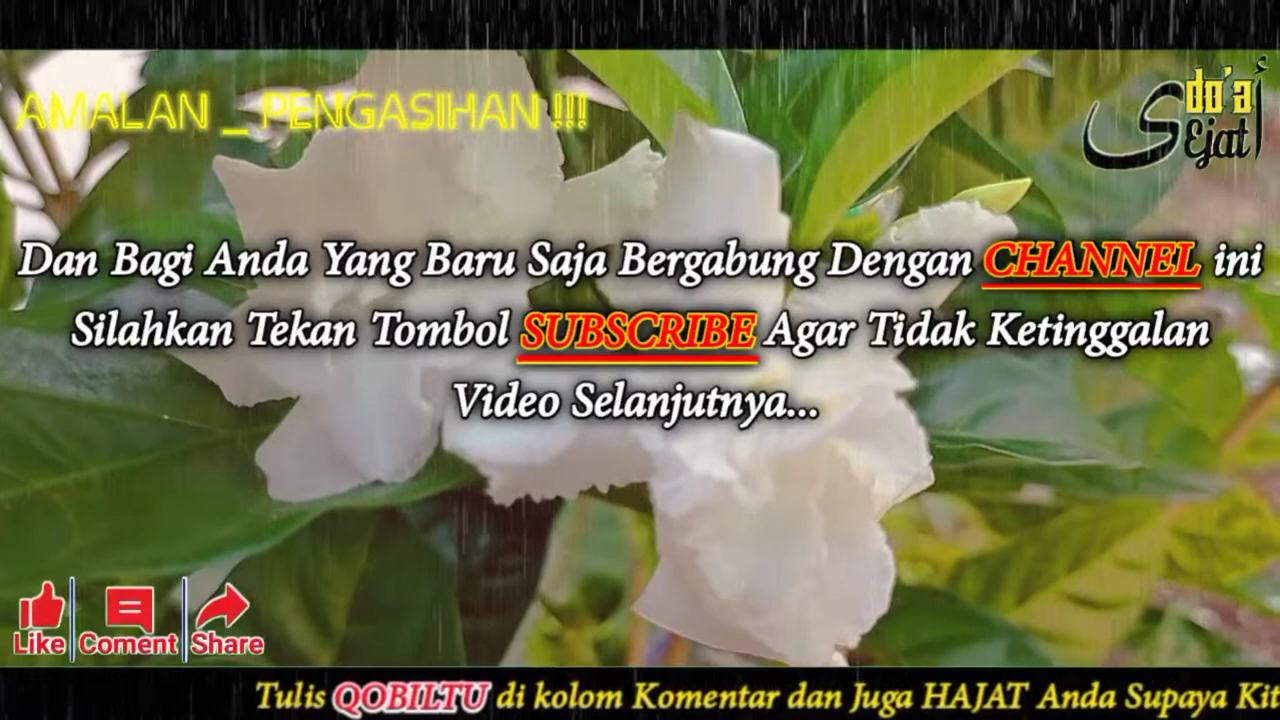 AMALAN _ PENGASIHAN !!!
do'a
Ejati
Dan Bagi Anda Yang Baru Saja Bergabung Dengan CHANNEL ini
Silahkan Tekan Tombol SUBSCRIBE Agar Tidak Ketinggalan
Video Selanjutnya...
Like Coment Share
Tulis QOBILTU di kolom Komentar dan Juga HAJAT Anda Supaya Kit